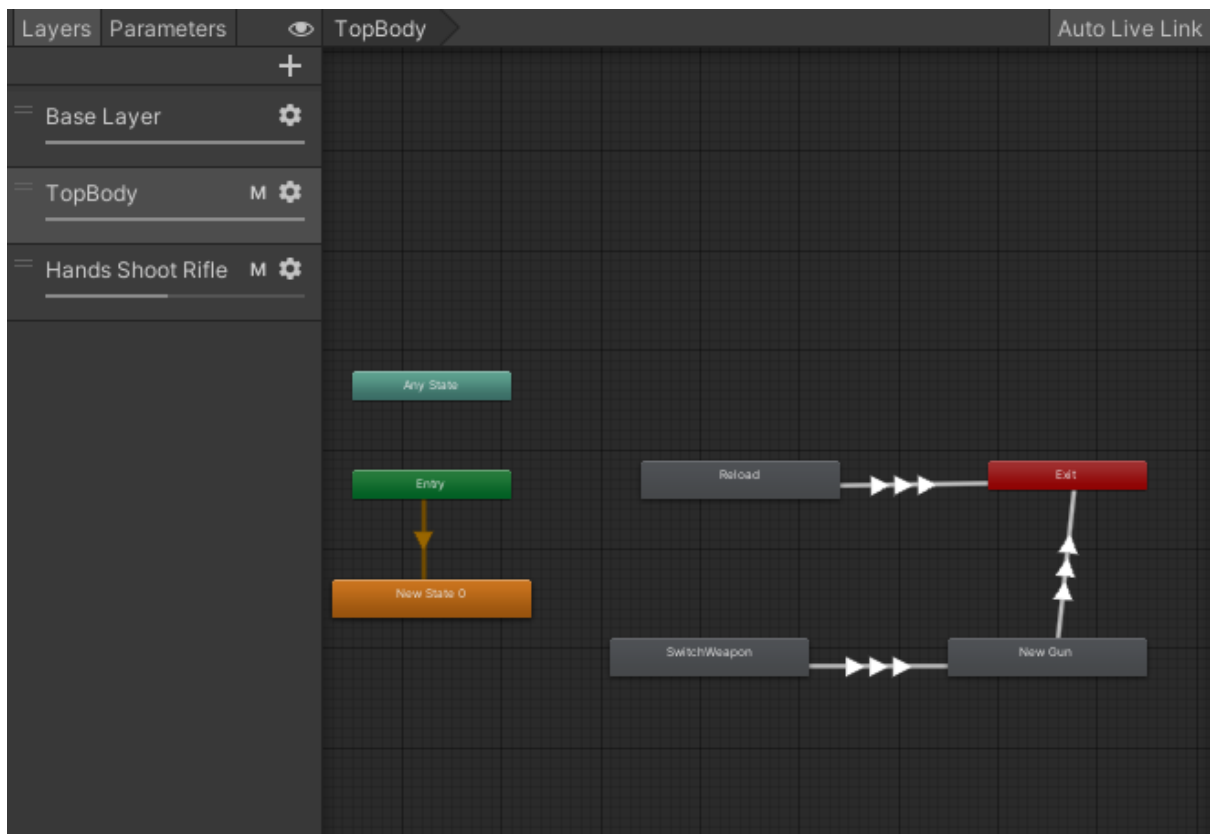 Layers Parameters
TopBody
Auto Live Link
Base Layer
TopBody M
Hands Shoot Rifle M
Any State
Entry
Reload
Exit
New State 0
SwitchWeapon
New Gun